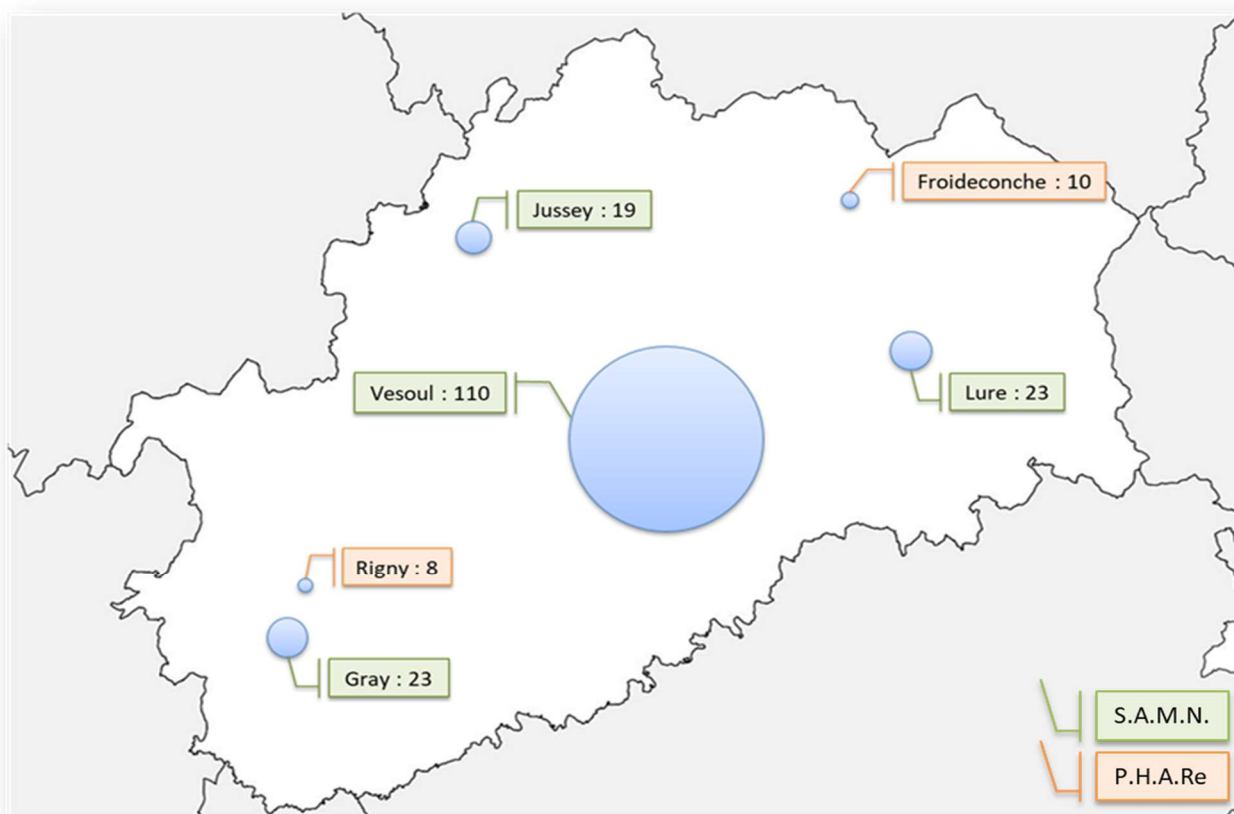 Froideconche : 10
Jussey : 19
Vesoul : 110
Lure : 23
Rigny : 8
Gray : 23
S.A.M.N.
P.H.A.Re